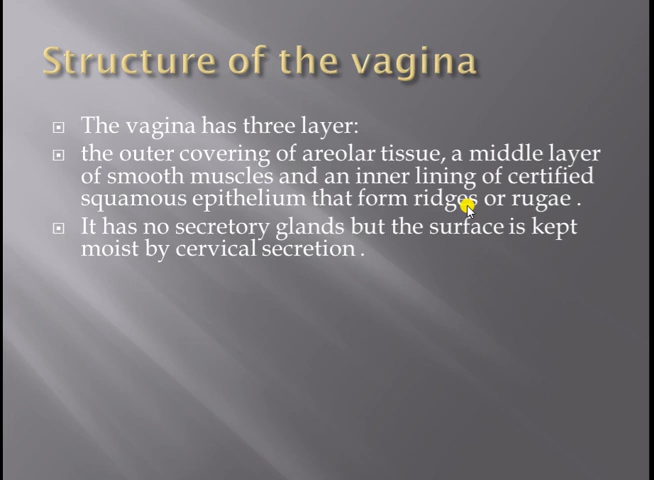 Structure of the vagina
The vagina has three layer:
the outer covering of areolar tissue, a middle layer
of smooth muscles and an inner lining of certified
squamous epithelium that form ridges or rugae .
It has no secretory glands but the surface is kept
moist by cervical secretion .